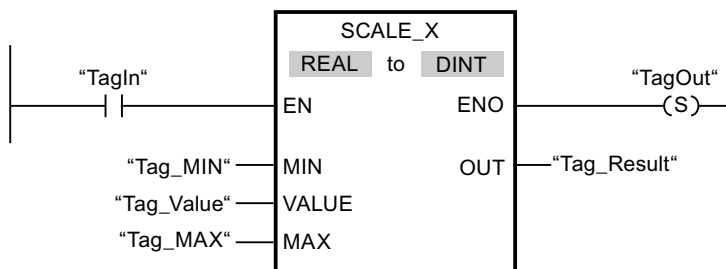 SCALE_X
REAL to DINT
“TagIn“
“TagOut“
EN
ENO
(S)
“Tag_MIN“
MIN
OUT
“Tag_Result“
“Tag_Value“
VALUE
“Tag_MAX“
MAX